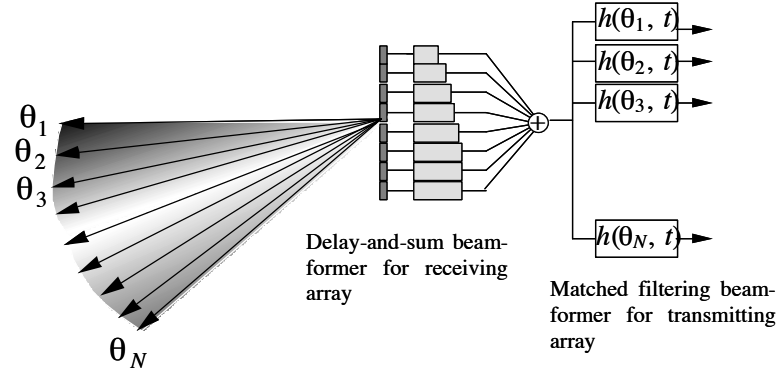 h(θ1, t)
h(θ2, t)
h(θ3, t)
θ1
θ2
θ3
+
h(θN, t)
Delay-and-sum beam-
former for receiving
array
Matched filtering beam-
former for transmitting
array
θN